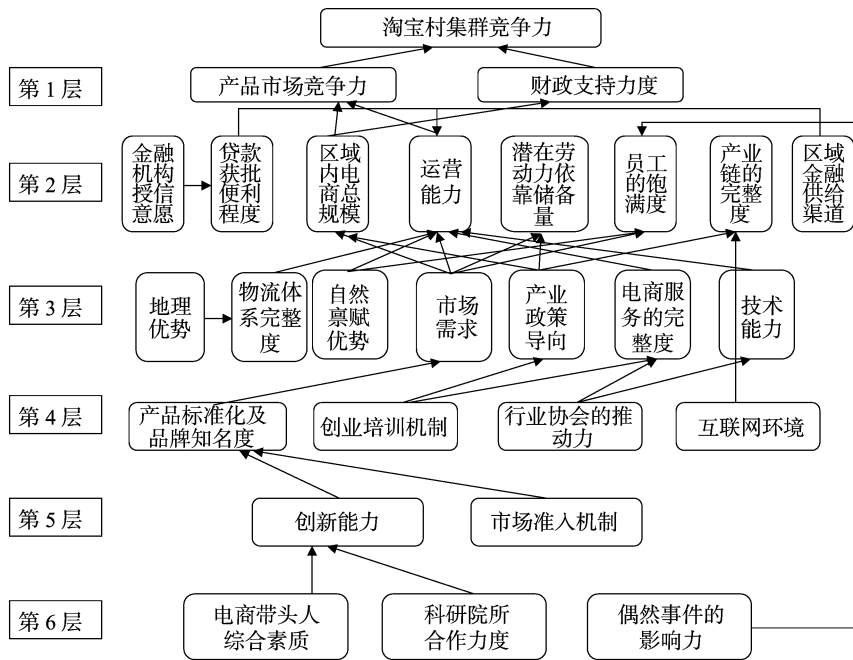 淘宝村集群竞争力
第1层
产品市场竞争力
财政支持力度
第2层
金融
机构
授信
意愿
贷款
获批
便利
程度
区域
内电
商总
规模
运营
能力
潜在劳
动力依
靠储备
量
员工
的饱
满度
产业
链的
完整
度
区域
金融
供给
渠道
第3层
地理
优势
物流体
系完整
度
自然
禀赋
优势
市场
需求
产业
政策
导向
电商服
务的完
整度
技术
能力
第4层
产品标准化及
品牌知名度
创业培训机制
行业协会的推
动力
互联网环境
第5层
创新能力
市场准入机制
第6层
电商带头人
综合素质
科研院所
合作力度
偶然事件的
影响力